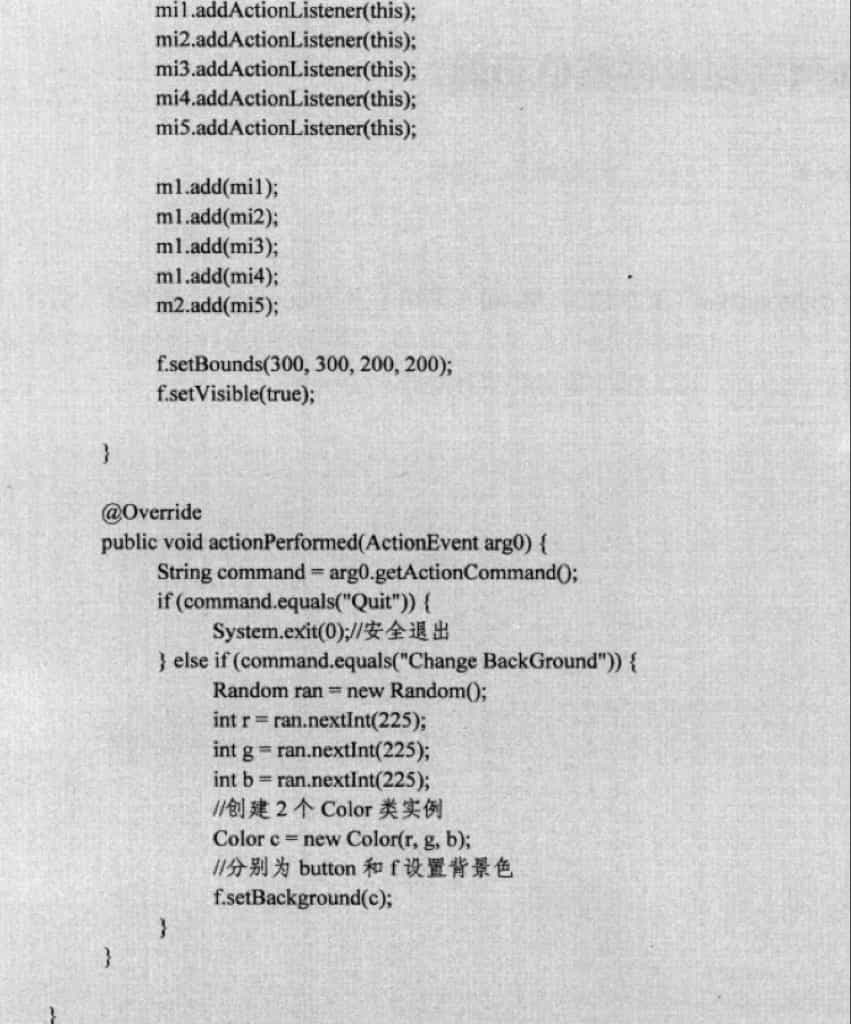 mi1.addActionListener(this);
mi2.addActionListener(this);
mi3.addActionListener(this);
mi4.addActionListener(this);
mi5.addActionListener(this);
m1.add(mi1);
m1.add(mi2);
m1.add(mi3);
m1.add(mi4);
m2.add(mi5);
f.setBounds(300, 300, 200, 200);
f.setVisible(true);
}
@Override
public void actionPerformed(ActionEvent arg0) {
String command = arg0.getActionCommand();
if (command.equals("Quit")) {
System.exit(0);//安全退出
} else if (command.equals("Change BackGround")) {
Random ran = new Random();
int r = ran.nextInt(225);
int g = ran.nextInt(225);
int b = ran.nextInt(225);
//创建 2 个 Color 类实例
Color c = new Color(r, g, b);
//分别为 button 和 f 设置背景色
f.setBackground(c);
}
}
}